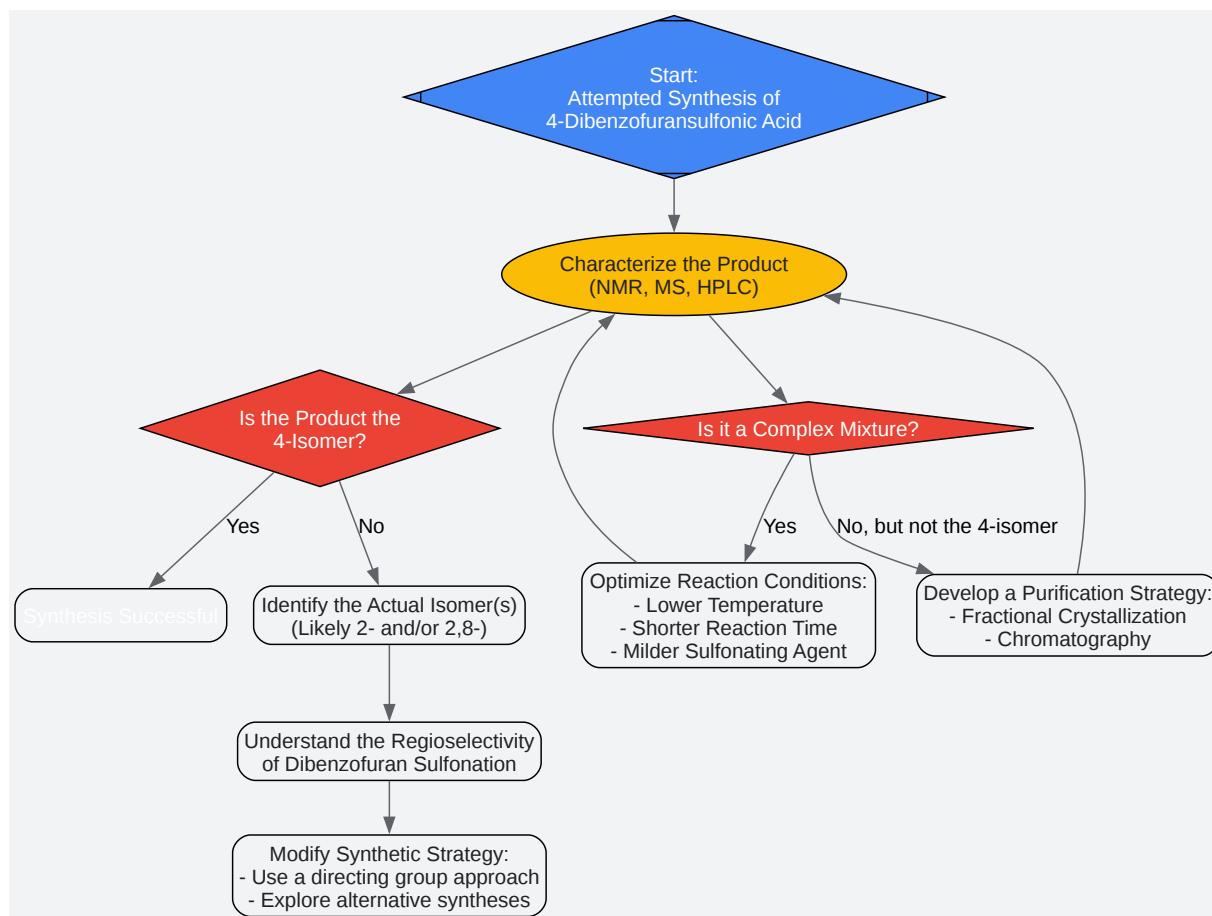 Start:
Attempted Synthesis of
4-Dibenzofuransulfonic Acid
Characterize the Product
(NMR, MS, HPLC)
Is the Product the
4-Isomer?
Is it a Complex Mixture?
Yes
No
Yes
No, but not the 4-isomer
Synthesis Successful
Identify the Actual Isomer(s)
(Likely 2- and/or 2,8-)
Optimize Reaction Conditions:
- Lower Temperature
- Shorter Reaction Time
- Milder Sulfonating Agent
Develop a Purification Strategy:
- Fractional Crystallization
- Chromatography
Understand the Regioselectivity
of Dibenzofuran Sulfonation
Modify Synthetic Strategy:
- Use a directing group approach
- Explore alternative syntheses